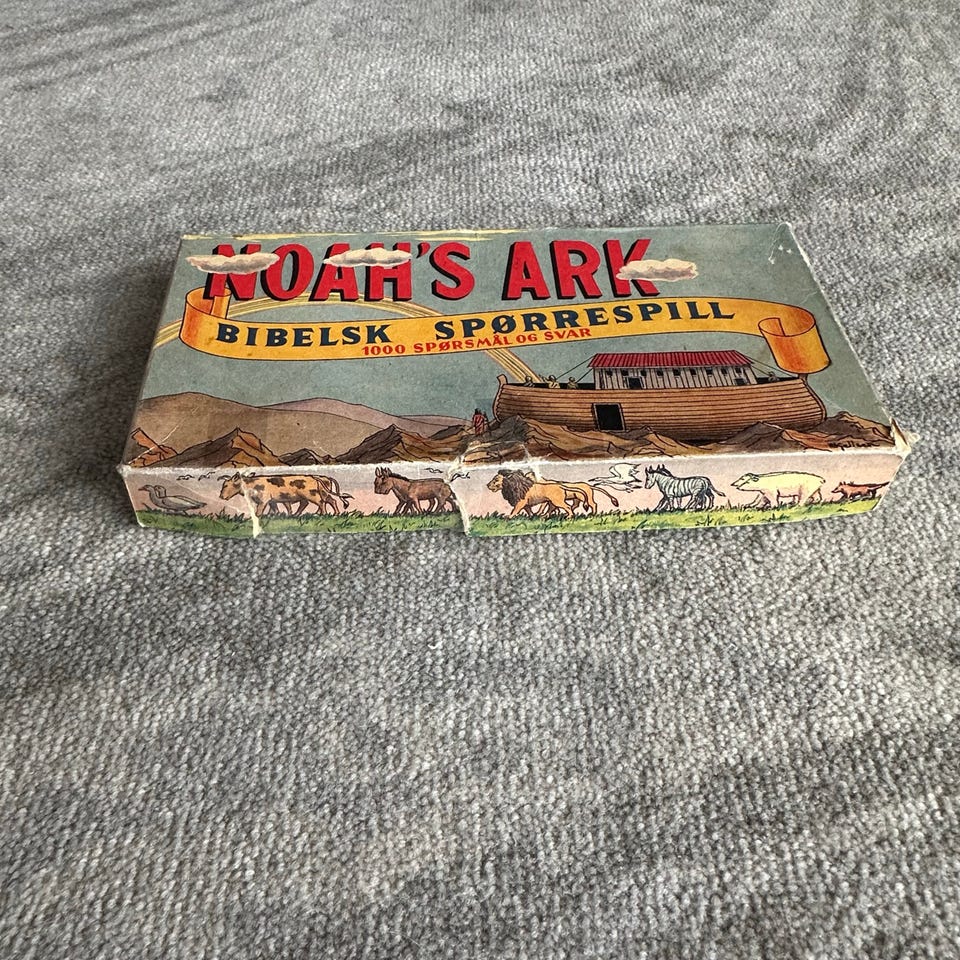 NOAH'S ARK
BIBELSK SPØRRESPILL
1000 SPØRSMÅL OG SVAR